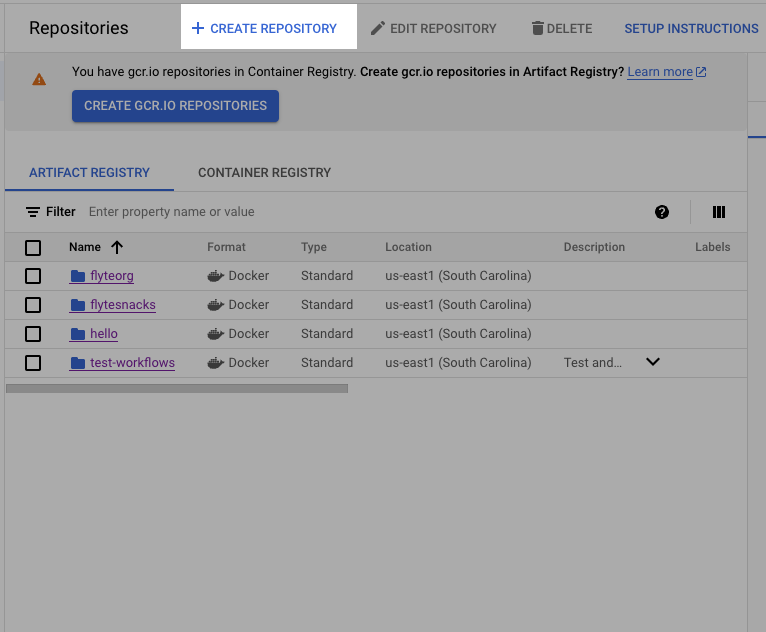 Repositories
CREATE REPOSITORY
EDIT REPOSITORY
DELETE
SETUP INSTRUCTIONS
You have gcr.io repositories in Container Registry. Create gcr.io repositories in Artifact Registry? Learn more
CREATE GCR.IO REPOSITORIES
ARTIFACT REGISTRY
CONTAINER REGISTRY
Filter Enter property name or value
Name Format Type Location Description Labels
flyteorg Docker Standard us-east1 (South Carolina)
flytesnacks Docker Standard us-east1 (South Carolina)
hello Docker Standard us-east1 (South Carolina)
test-workflows Docker Standard us-east1 (South Carolina) Test and…